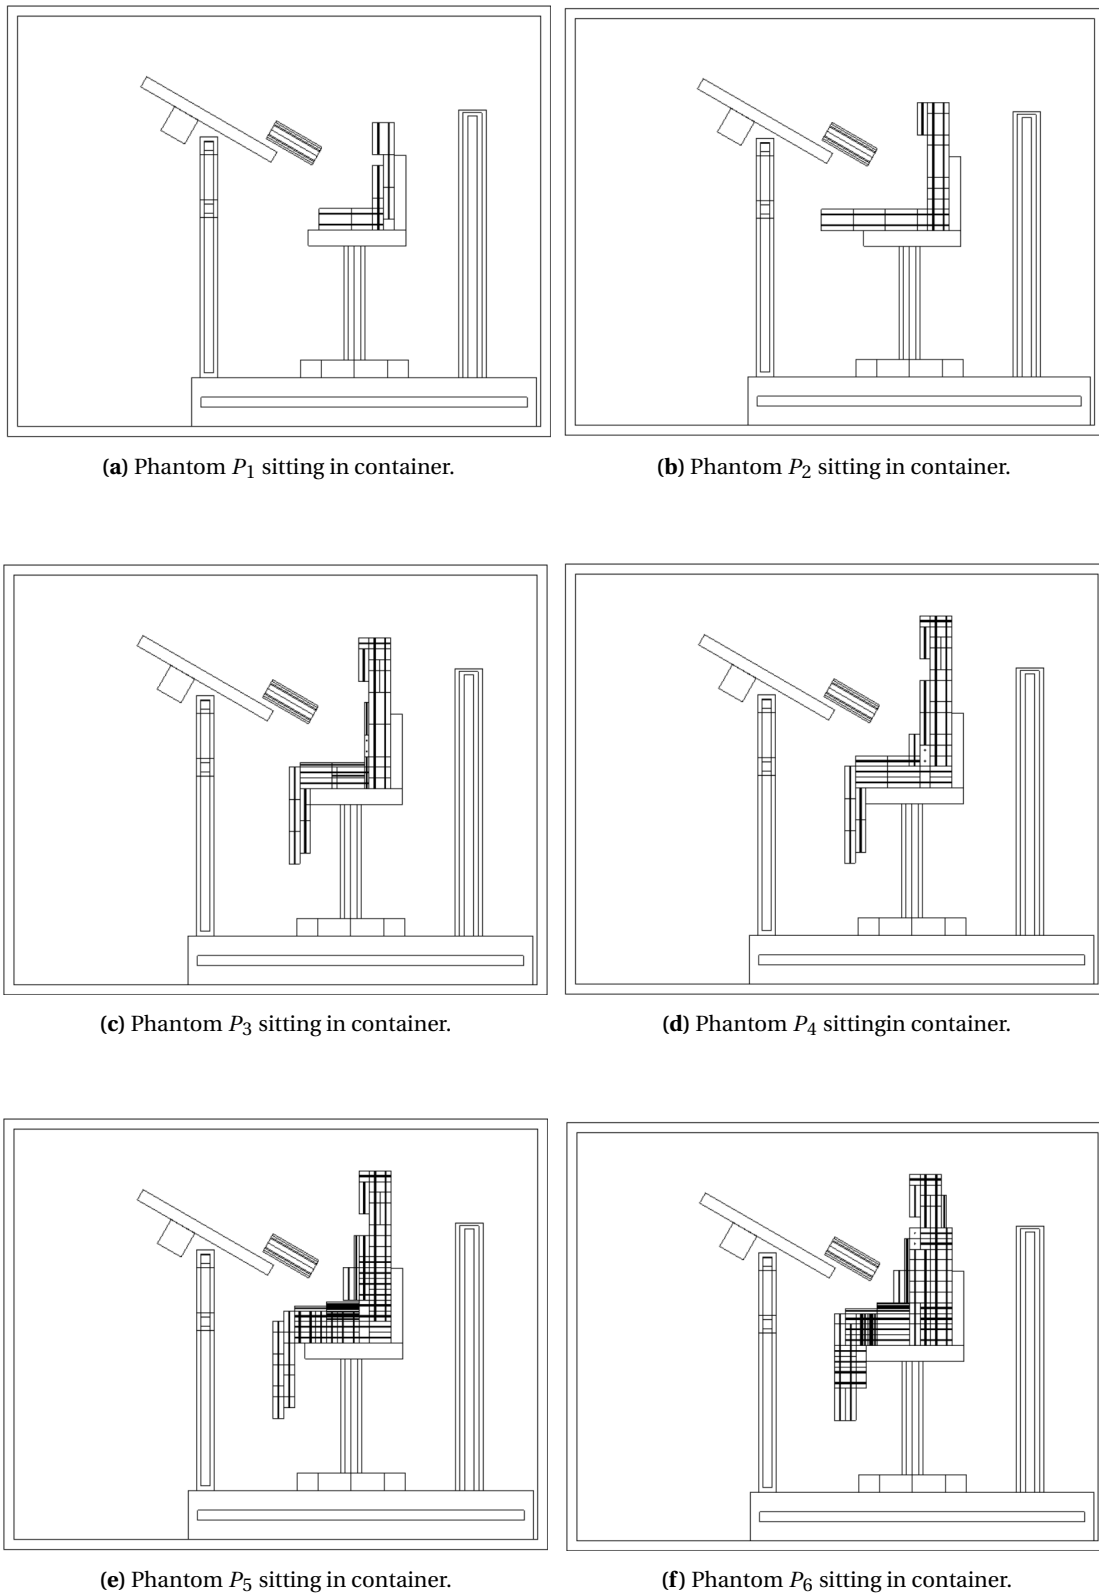 (a) Phantom P1 sitting in container.
(b) Phantom P2 sitting in container.
(c) Phantom P3 sitting in container.
(d) Phantom P4 sittingin container.
(e) Phantom P5 sitting in container.
(f) Phantom P6 sitting in container.